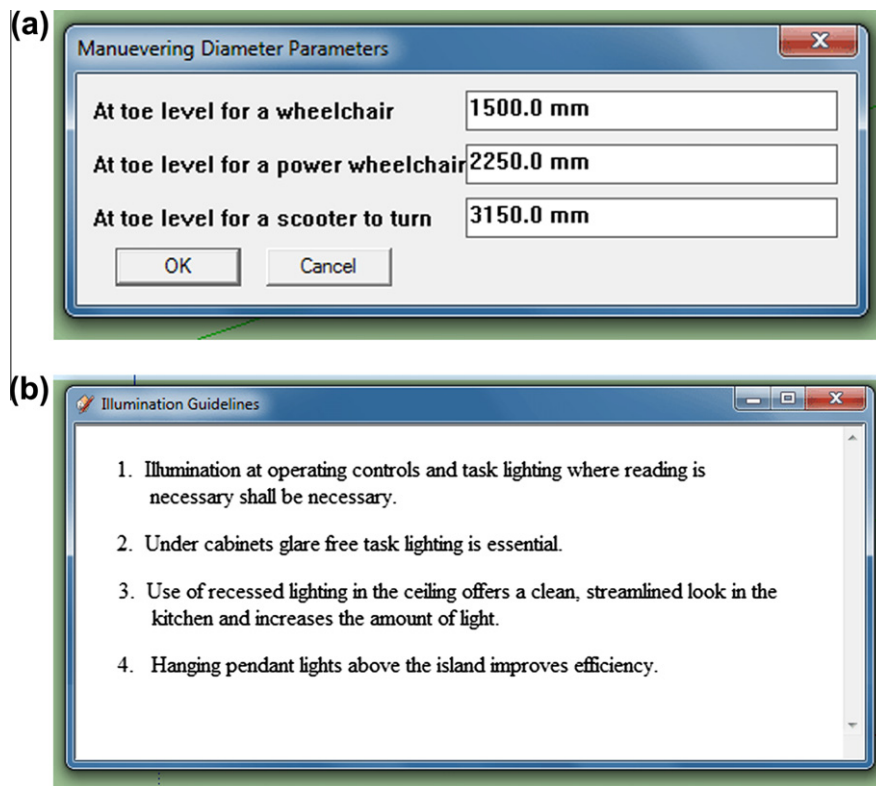 (a)
Manuevering Diameter Parameters
At toe level for a wheelchair 1500.0 mm
At toe level for a power wheelchair 2250.0 mm
At toe level for a scooter to turn 3150.0 mm
OK Cancel
(b)
Illumination Guidelines
1. Illumination at operating controls and task lighting where reading is
necessary shall be necessary.
2. Under cabinets glare free task lighting is essential.
3. Use of recessed lighting in the ceiling offers a clean, streamlined look in the
kitchen and increases the amount of light.
4. Hanging pendant lights above the island improves efficiency.